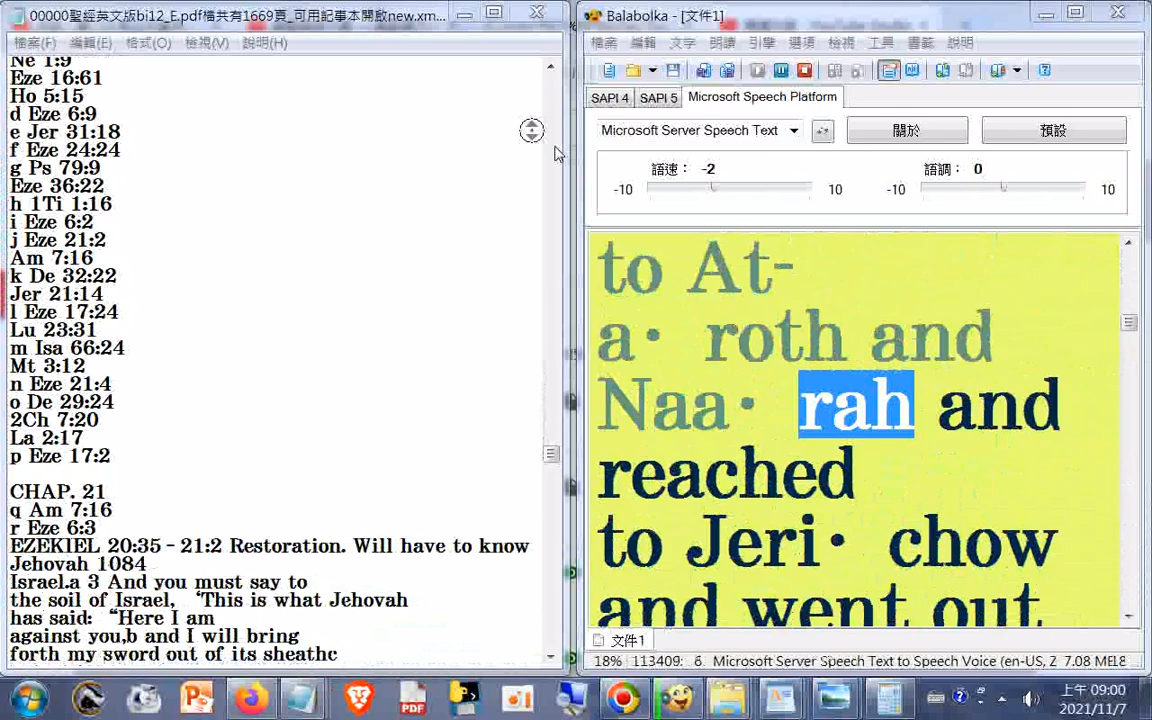 00000聖經英文版bi12_E.pdf檔共有1669頁_可用記事本開啟new.xm...
檔案(F) 編輯(E) 格式(O) 檢視(V) 說明(H)
Ne 1:9
Eze 16:61
Ho 5:15
d Eze 6:9
e Jer 31:18
f Eze 24:24
g Ps 79:9
Eze 36:22
h 1Ti 1:16
i Eze 6:2
j Eze 21:2
Am 7:16
k De 32:22
Jer 21:14
l Eze 17:24
Lu 23:31
m Isa 66:24
Mt 3:12
n Eze 21:4
o De 29:24
2Ch 7:20
La 2:17
p Eze 17:2
CHAP. 21
q Am 7:16
r Eze 6:3
EZEKIEL 20:35-21:2 Restoration. Will have to know
Jehovah 1084
Israel.a 3 And you must say to
the soil of Israel, ‘This is what Jehovah
has said: “Here I am
against you,b and I will bring
forth my sword out of its sheathc
Balabolka - [文件1]
檔案 編輯 文字 朗讀 引擎 選項 檢視 工具 書籤 說明
SAPI 4 SAPI 5 Microsoft Speech Platform
Microsoft Server Speech Text 關於 預設
語速： -2 語調： 0
-10 10 -10 10
to At-
a· roth and
Naa· rah and
reached
to Jeri· chow
and went out
文件1
18% 113409: 6. Microsoft Server Speech Text to Speech Voice (en-US, Z 7.08 MEL8
PDF
上午 09:00
2021/11/7